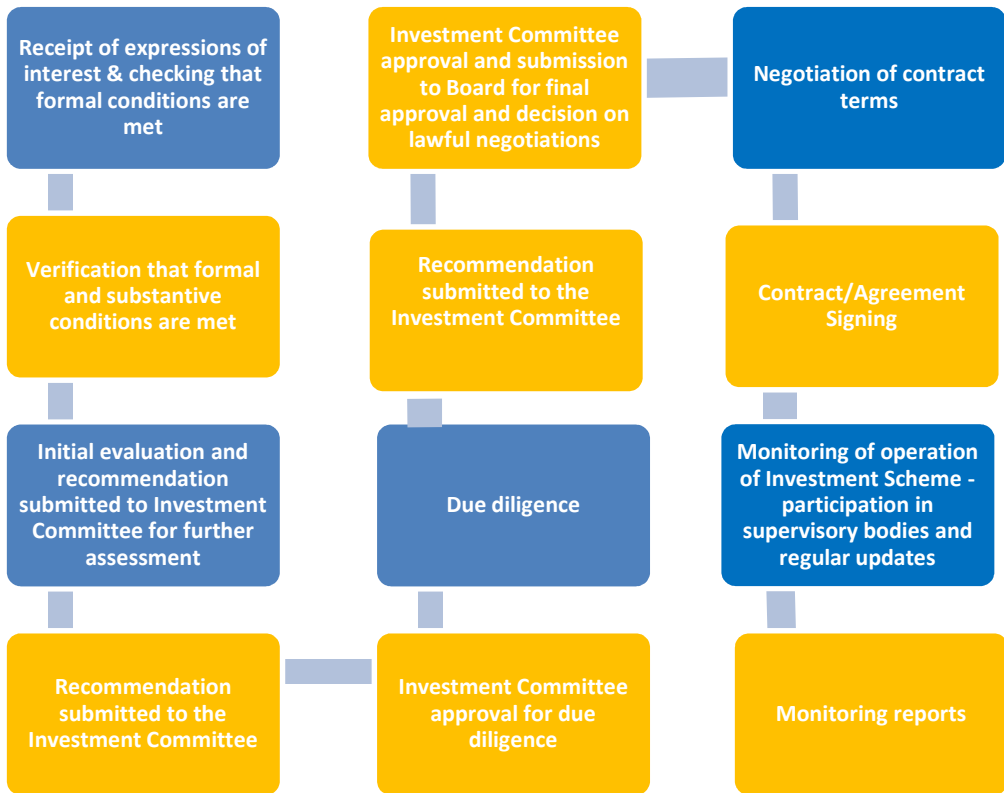 Receipt of expressions of
interest & checking that
formal conditions are
met
Verification that formal
and substantive
conditions are met
Initial evaluation and
recommendation
submitted to Investment
Committee for further
assessment
Recommendation
submitted to the
Investment Committee
Investment Committee
approval for due
diligence
Due diligence
Recommendation
submitted to the
Investment Committee
Investment Committee
approval and submission
to Board for final
approval and decision on
lawful negotiations
Negotiation of contract
terms
Contract/Agreement
Signing
Monitoring of operation
of Investment Scheme -
participation in
supervisory bodies and
regular updates
Monitoring reports